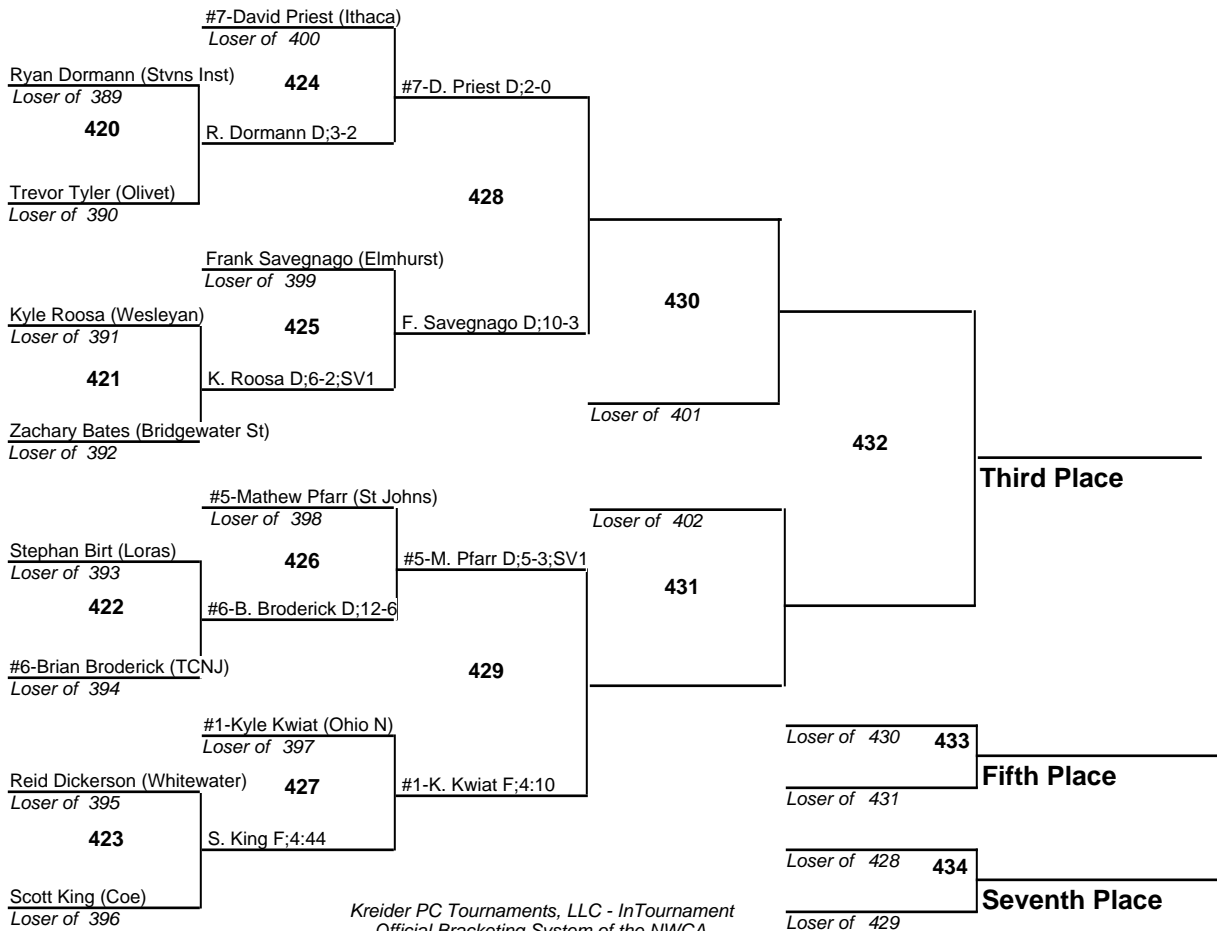 #7-David Priest (Ithaca)
Loser of 400
Ryan Dormann (Stvns Inst)
Loser of 389
424
#7-D. Priest D;2-0
420
R. Dormann D;3-2
Trevor Tyler (Olivet)
Loser of 390
428
Frank Savegnago (Elmhurst)
Loser of 399
Kyle Roosa (Wesleyan)
Loser of 391
425
F. Savegnago D;10-3
430
421
K. Roosa D;6-2;SV1
Loser of 401
Zachary Bates (Bridgewater St)
Loser of 392
432
Third Place
#5-Mathew Pfarr (St Johns)
Loser of 398
Loser of 402
Stephan Birt (Loras)
Loser of 393
426
#5-M. Pfarr D;5-3;SV1
431
422
#6-B. Broderick D;12-6
#6-Brian Broderick (TCNJ)
Loser of 394
429
#1-Kyle Kwiat (Ohio N)
Loser of 397
Loser of 430
433
Fifth Place
Reid Dickerson (Whitewater)
Loser of 395
427
#1-K. Kwiat F;4:10
Loser of 431
423
S. King F;4:44
Loser of 428
434
Seventh Place
Scott King (Coe)
Loser of 396
Loser of 429
Kreider PC Tournaments, LLC - InTournament
Official Bracketing System of the NWCA